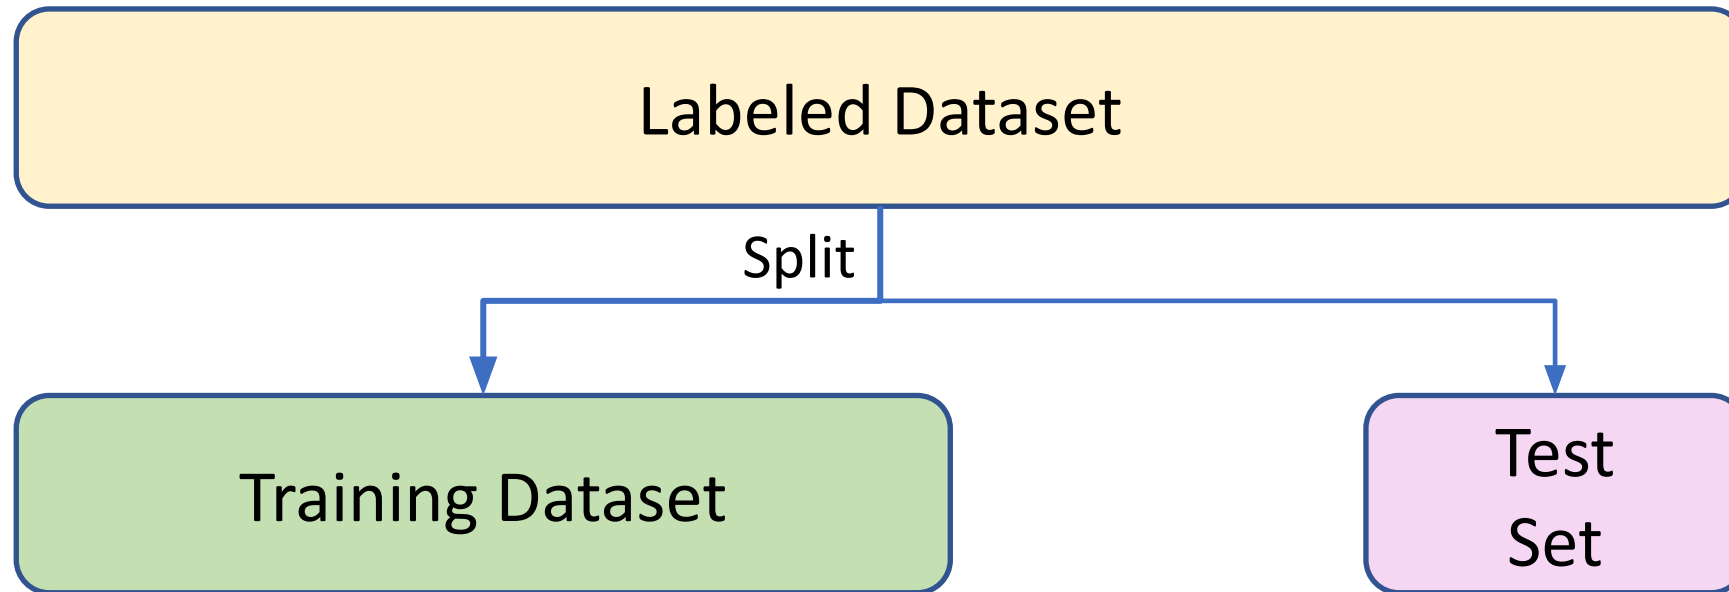 Labeled Dataset
Split
Training Dataset
Test
Set